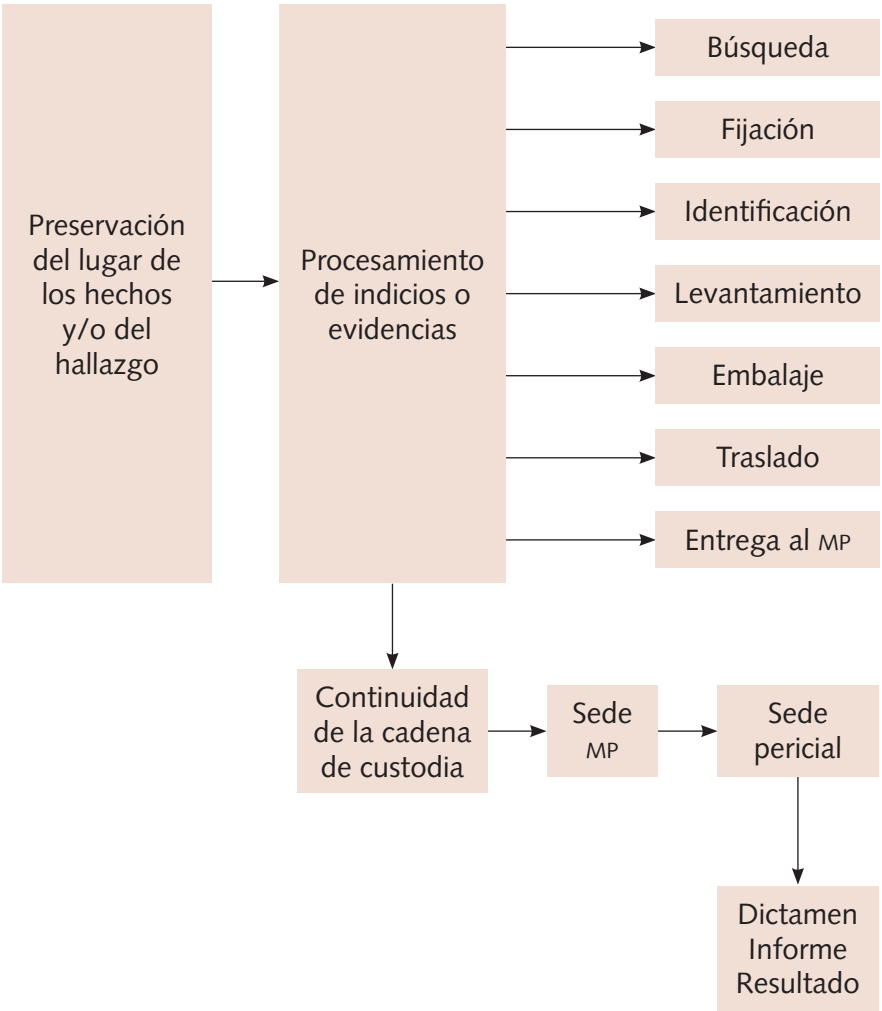 Preservación
del lugar de
los hechos
y/o del
hallazgo
Procesamiento
de indicios o
evidencias
Búsqueda
Fijación
Identificación
Levantamiento
Embalaje
Traslado
Entrega al MP
Continuidad
de la cadena
de custodia
Sede
MP
Sede
pericial
Dictamen
Informe
Resultado